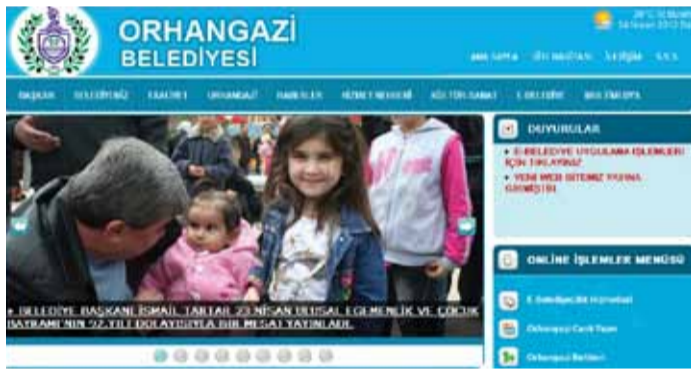 ORHANGAZİ
BELEDİYESİ
ANA SAYFA SİTE HARİTASI İLETİŞİM S.S.S.
BAŞKAN BELEDİYEMİZ FAALİYET ORHANGAZİ HABERLER HİZMET REHBERİ KÜLTÜR-SANAT E-BELEDİYE MULTİMEDYA
DUYURULAR
E-BELEDİYE UYGULAMA İŞLEMLERİ
İÇİN TIKLAYINIZ
YENİ WEB SİTEMİZ YAYINA
GİRMİŞTİR
ONLINE İŞLEMLER MENÜSÜ
E-Belediyecilik Hizmetleri
Orhangazi Canlı Yayın
Orhangazi Rehberi
BELEDİYE BAŞKANI İSMAİL TARTAR 23 NİSAN ULUSAL EGEMENLİK VE ÇOCUK
BAYRAMI'NIN 92.YILI DOLAYISIYLA BİR MESAJ YAYINLADI.